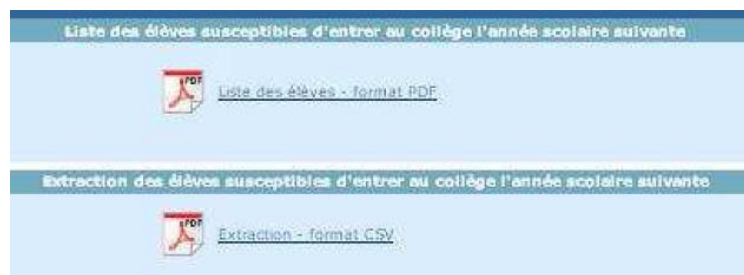 Liste des élèves susceptibles d'entrer au collège l'année scolaire suivante
PDF
Liste des élèves - format PDF
Extraction des élèves susceptibles d'entrer au collège l'année scolaire suivante
PDF
Extraction - format CSV